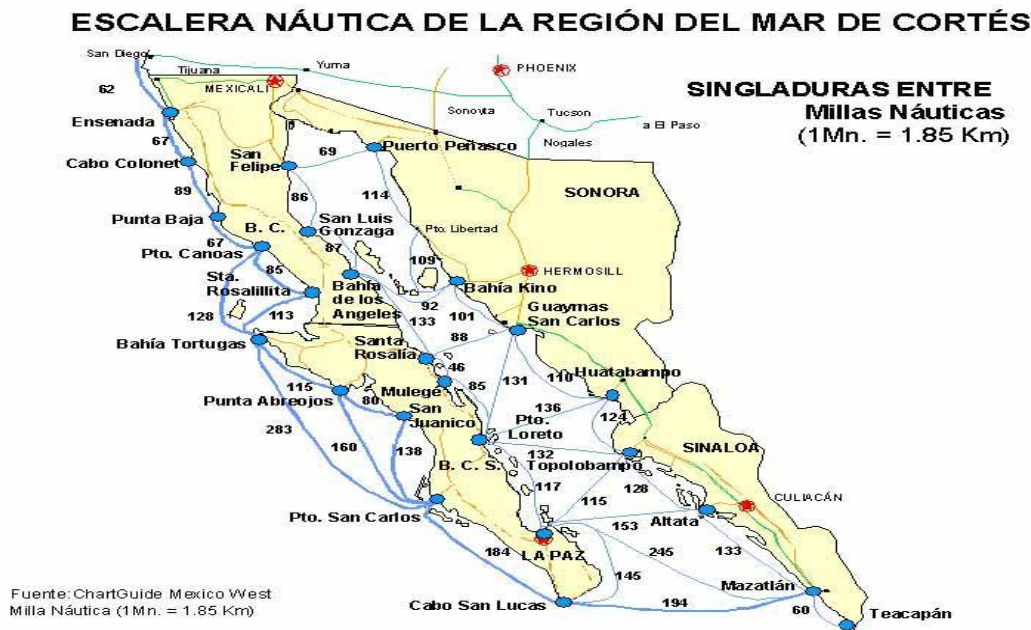 ESCALERA NÁUTICA DE LA REGIÓN DEL MAR DE CORTÉS
San Diego
Tijuana
Yuma
PHOENIX
SINGLADURAS ENTRE
Millas Náuticas
(1Mn. = 1.85 Km)
62
MEXICALI
Ensenada
Sonoyta
Tucson
a El Paso
Nogales
67
Cabo Colonet
San
Felipe
69
Puerto Peñasco
89
86
114
SONORA
Punta Baja
B. C.
San Luis
Gonzaga
Pto. Libertad
67
Pto. Canoas
87
85
109
HERMOSILL
Sta.
Rosalillita
Bahía
de los
Angeles
Bahía Kino
92
128
113
133
101
Guaymas
San Carlos
88
Bahía Tortugas
Santa
Rosalía
46
115
Mulegé
85
131
110
Huatabampo
Punta Abreojos
80
San
Juanico
136
124
283
160
138
Pto.
Loreto
132
SINALOA
B. C. S.
Topolobampo
117
128
115
CULIACÁN
Pto. San Carlos
153
Altata
184
LA PAZ
245
133
145
Mazatlán
Cabo San Lucas
194
60
Teacapán
Fuente: ChartGuide Mexico West
Milla Náutica (1Mn. = 1.85 Km)